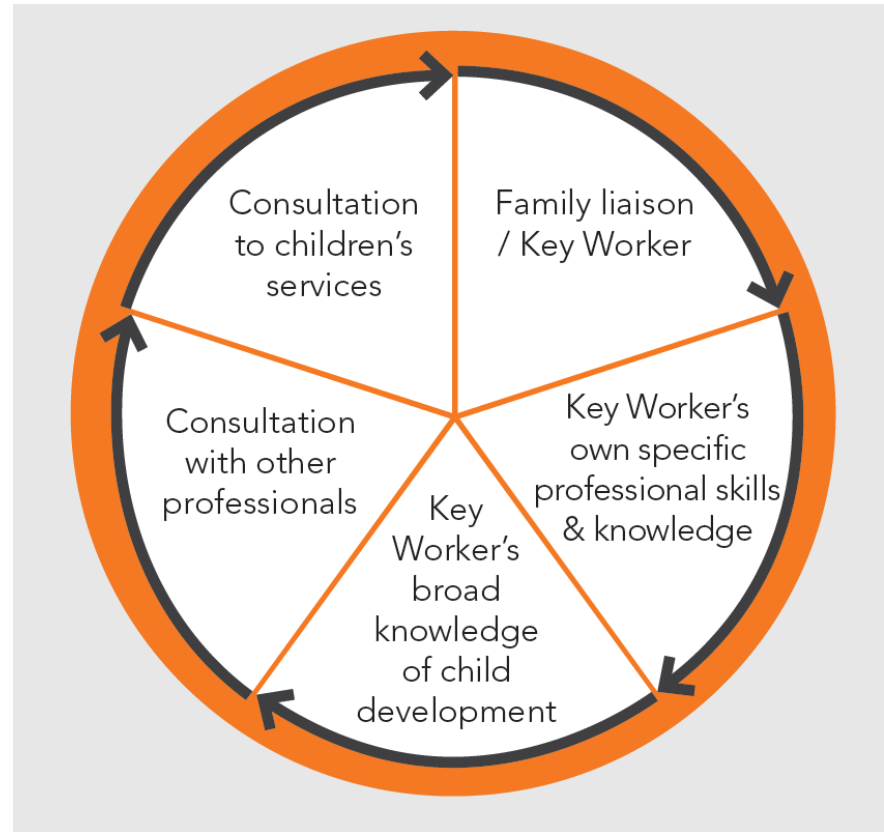 Family liaison
/ Key Worker
Key Worker’s
own specific
professional skills
& knowledge
Key
Worker’s
broad
knowledge
of child
development
Consultation
with other
professionals
Consultation
to children’s
services